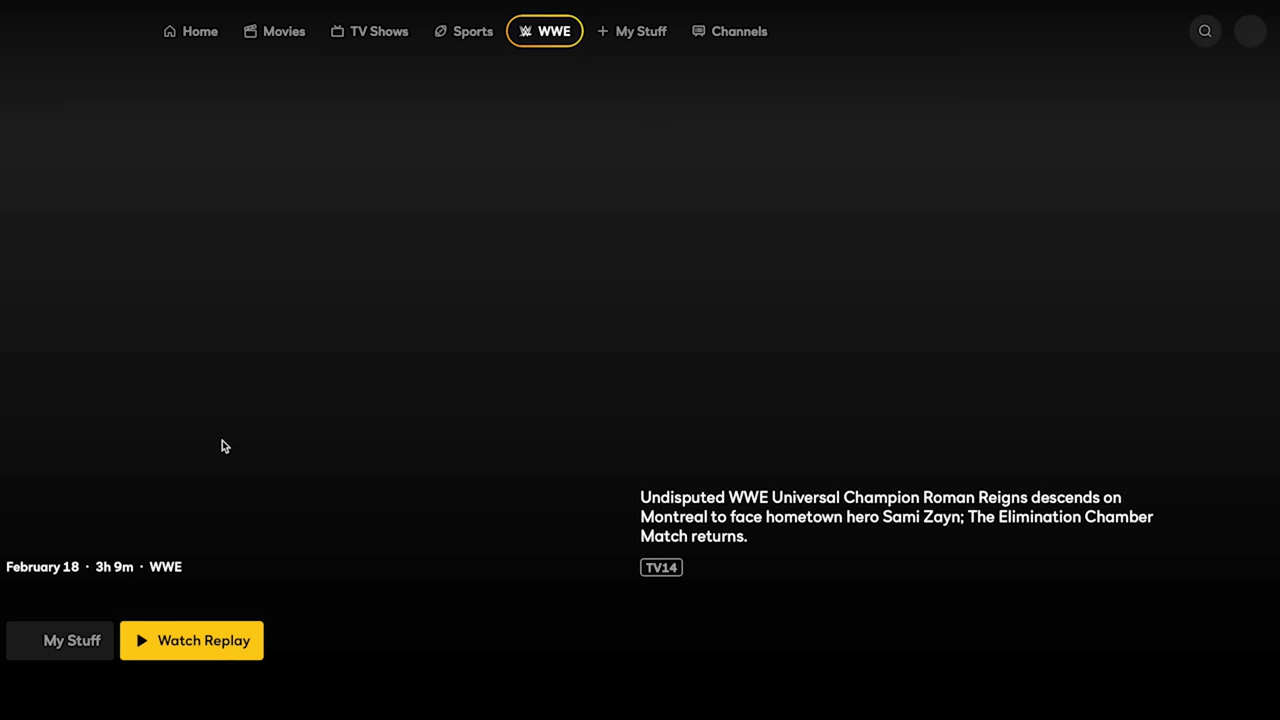 Home Movies TV Shows Sports WWE My Stuff Channels
Undisputed WWE Universal Champion Roman Reigns descends on
Montreal to face hometown hero Sami Zayn; The Elimination Chamber
Match returns.
February 18 · 3h 9m · WWE
TV14
My Stuff Watch Replay